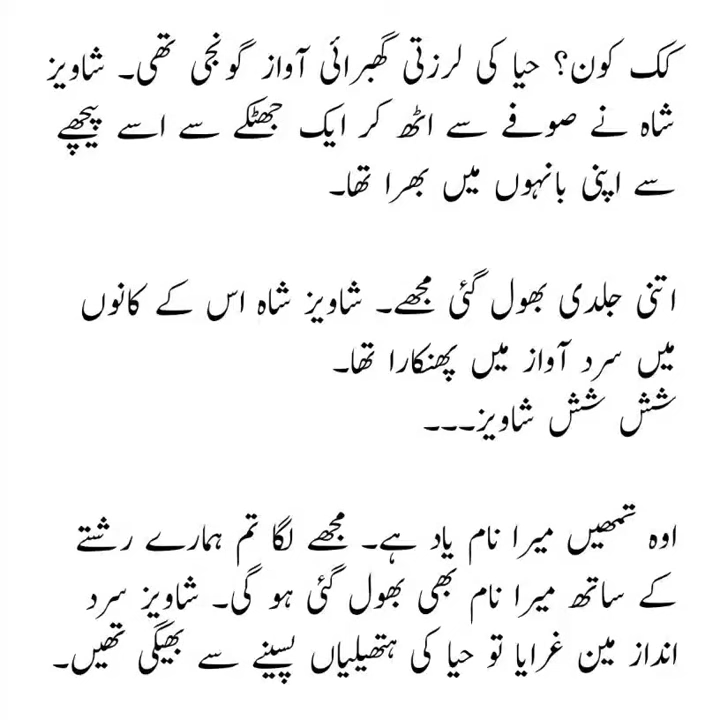 کک کون؟ حیا کی لرزتی گھبرائی آواز گونجی تھی۔ شاویز
شاہ نے صوفے سے اٹھ کر ایک جھٹکے سے اسے پیچھے
سے اپنی بانہوں میں بھرا تھا۔
اتنی جلدی بھول گئی مجھے۔ شاویز شاہ اس کے کانوں
میں سرد آواز میں پھنکارا تھا۔
شش شش شاویز۔۔۔
اوہ تمھیں میرا نام یاد ہے۔ مجھے لگا تم ہمارے رشتے
کے ساتھ میرا نام بھی بھول گئی ہو گی۔ شاویز سرد
انداز مین غرایا تو حیا کی ہتھیلیاں پسینے سے بھیگی تھیں۔